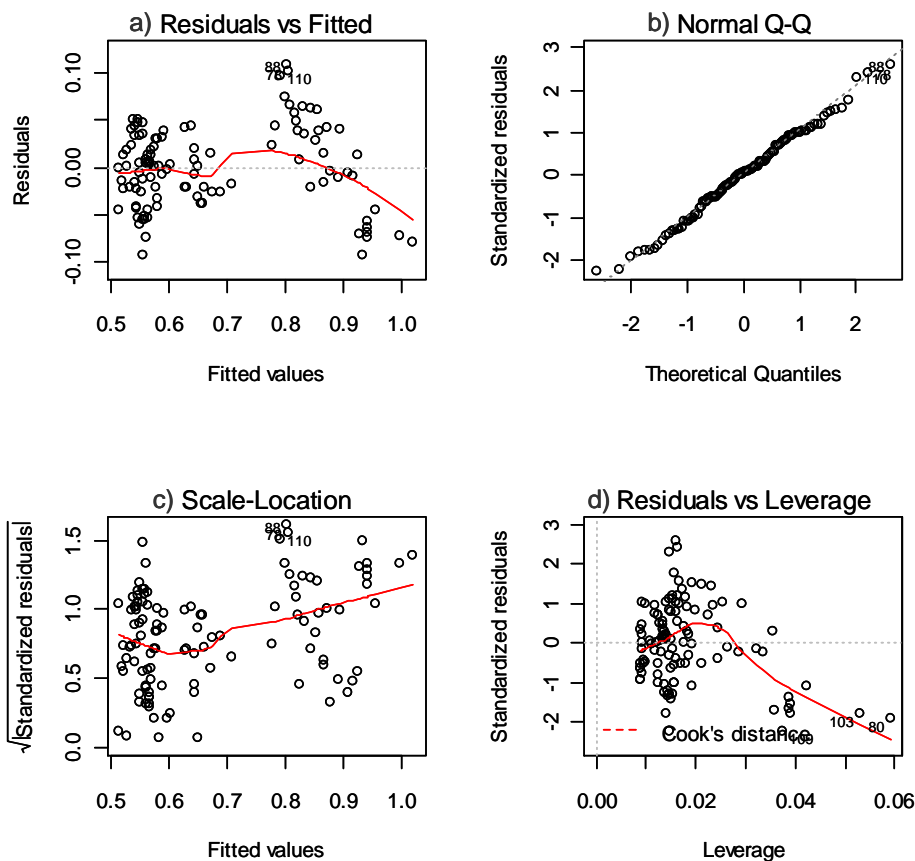 a) Residuals vs Fitted
Residuals
0.10
0.00
-0.10
88
78
110
0.5 0.6 0.7 0.8 0.9 1.0
Fitted values
b) Normal Q-Q
Standardized residuals
3
2
1
0
-1
-2
88
78
110
-2 -1 0 1 2
Theoretical Quantiles
c) Scale-Location
√|Standardized residuals|
1.5
1.0
0.5
0.0
88
78
110
0.5 0.6 0.7 0.8 0.9 1.0
Fitted values
d) Residuals vs Leverage
Standardized residuals
3
2
1
0
-1
-2
Cook's distance
109
103
80
0.00 0.02 0.04 0.06
Leverage